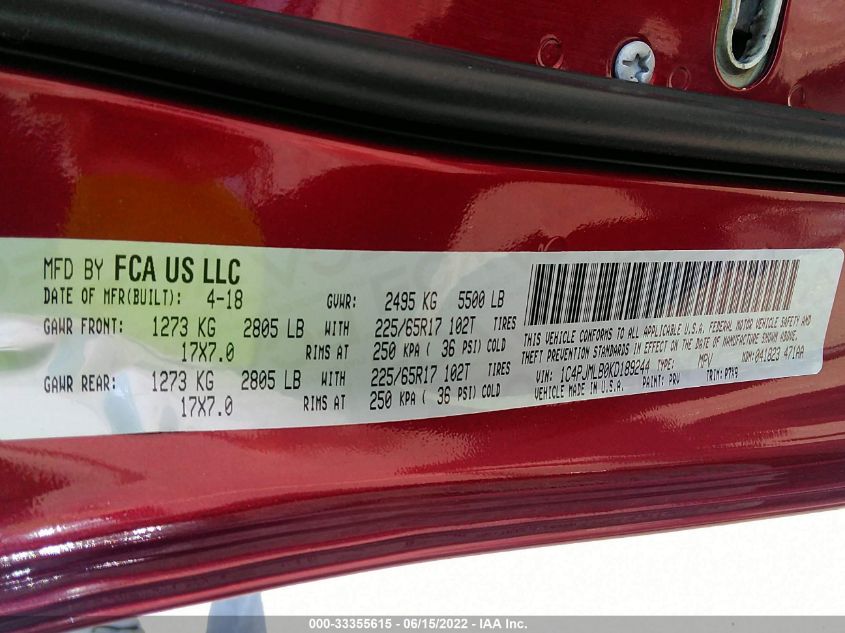 MFD BY FCA US LLC
DATE OF MFR(BUILT): 4-18 GVWR: 2495 KG 5500 LB
GAWR FRONT: 1273 KG 2805 LB WITH 225/65R17 102T TIRES
17X7.0 RIMS AT 250 KPA ( 36 PSI) COLD
GAWR REAR: 1273 KG 2805 LB WITH 225/65R17 102T TIRES
17X7.0 RIMS AT 250 KPA ( 36 PSI) COLD
THIS VEHICLE CONFORMS TO ALL APPLICABLE U.S.A. FEDERAL MOTOR VEHICLE SAFETY AND
THEFT PREVENTION STANDARDS IN EFFECT ON THE DATE OF MANUFACTURE SHOWN ABOVE.
VIN: 1C4PJMLB0KD189244 TYPE: MPV MDH: 041823 471AA
VEHICLE MADE IN U.S.A. PAINT: PRV TRIM: P7X9
000-33355615 - 06/15/2022 - IAA Inc.